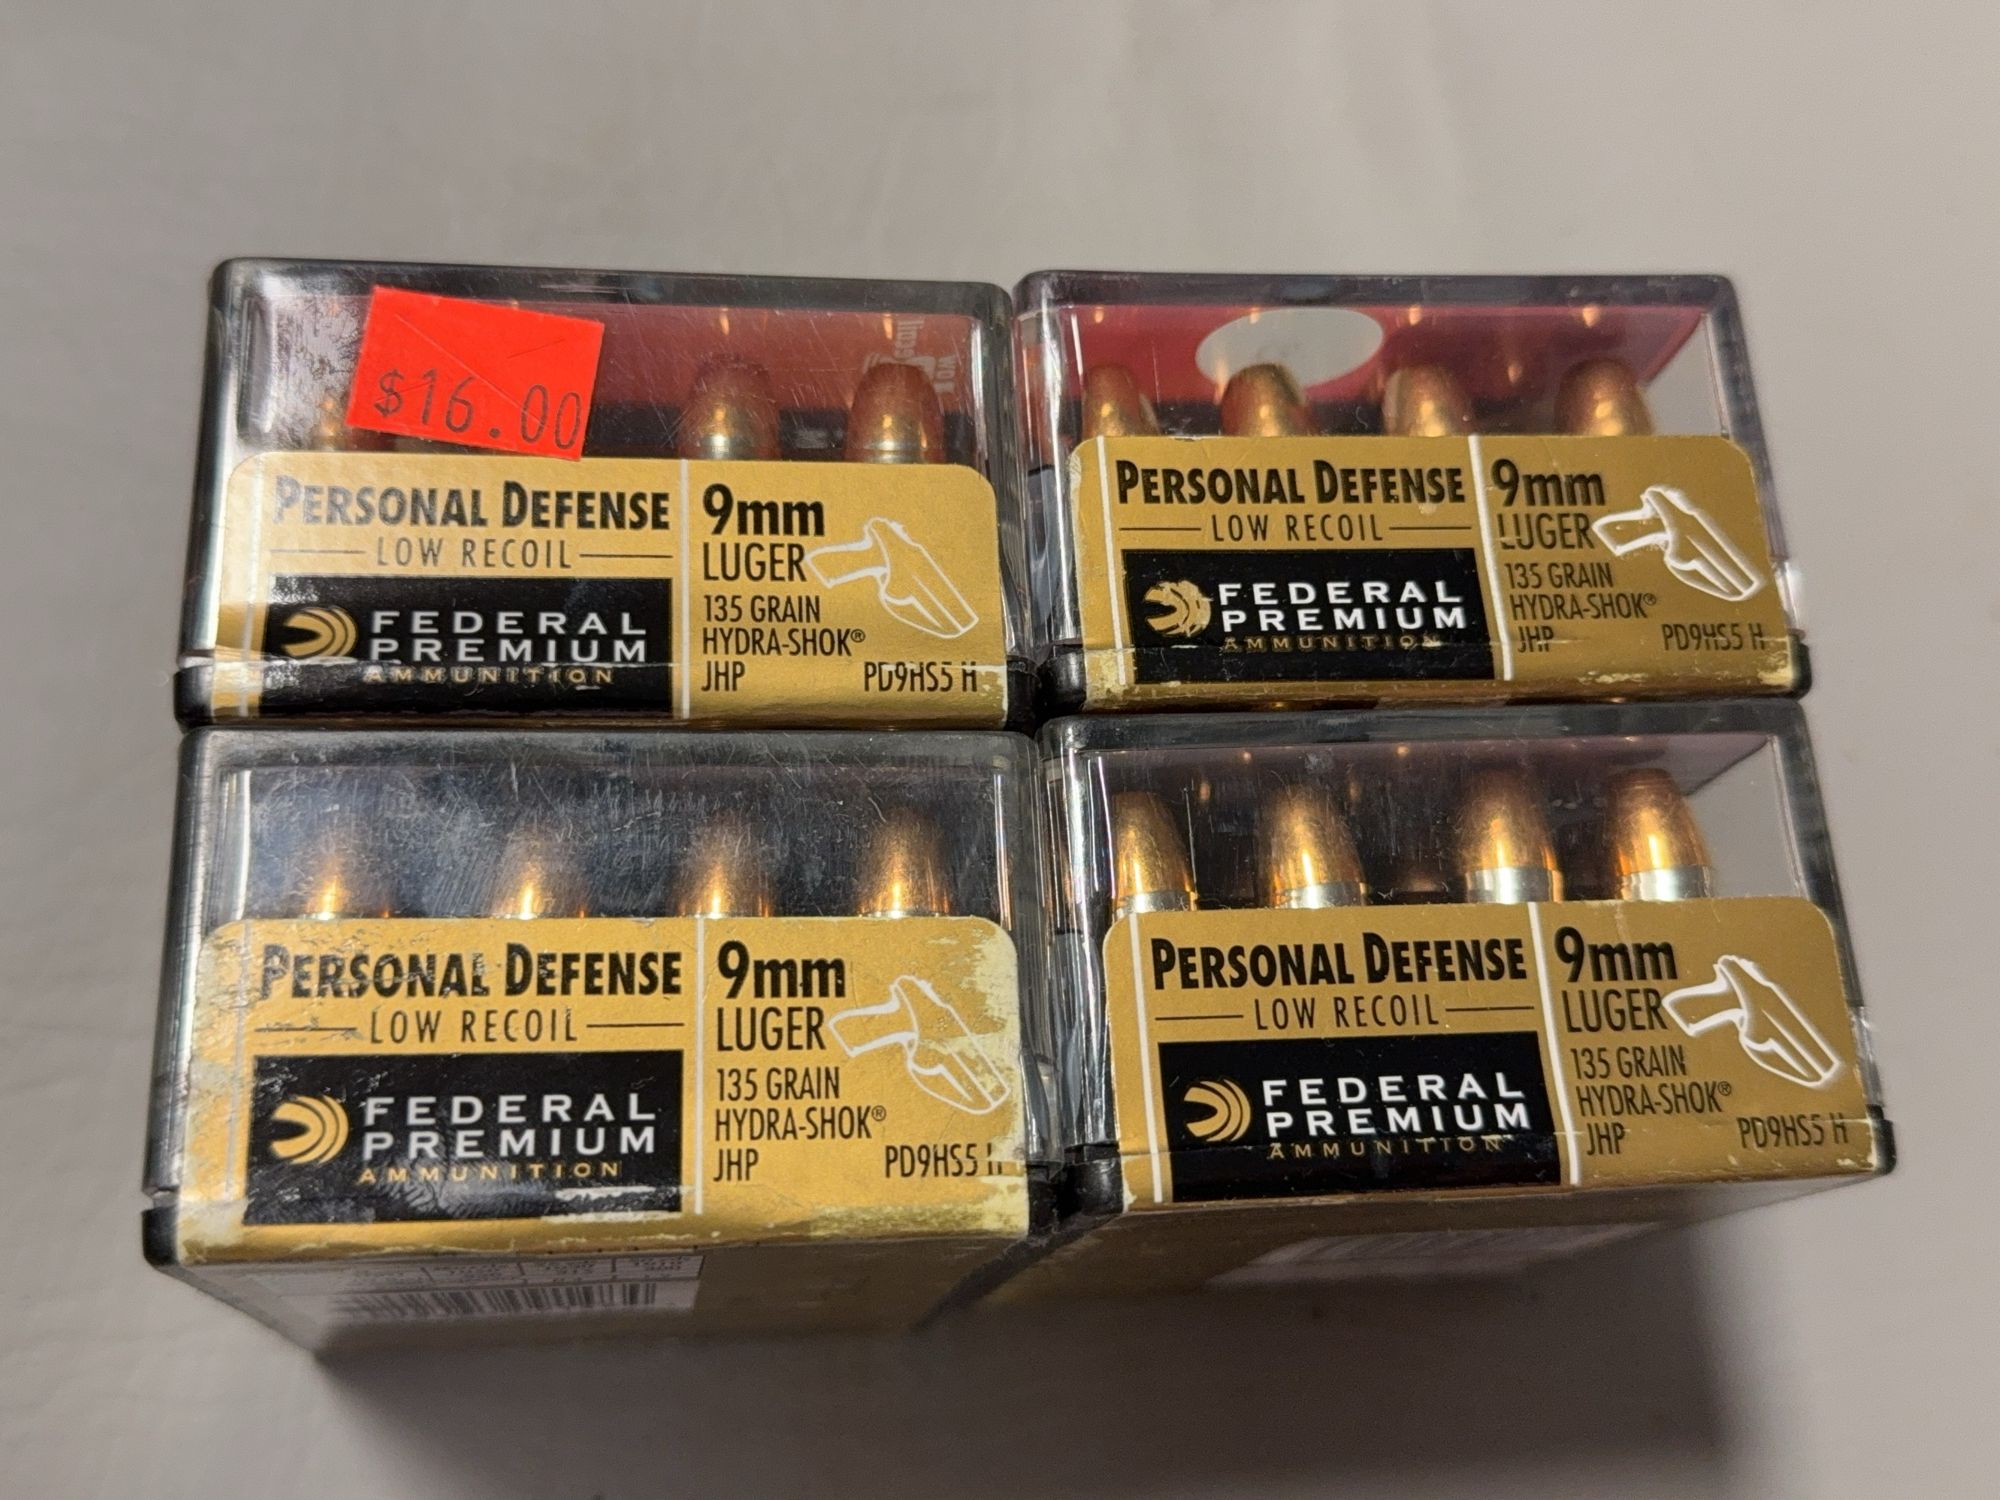 $16.00
PERSONAL DEFENSE
LOW RECOIL
FEDERAL
PREMIUM
AMMUNITION
9mm
LUGER
135 GRAIN
HYDRA-SHOK®
JHP
PD9HS5 H
PERSONAL DEFENSE
LOW RECOIL
FEDERAL
PREMIUM
AMMUNITION
9mm
LUGER
135 GRAIN
HYDRA-SHOK®
JHP
PD9HS5 H
PERSONAL DEFENSE
LOW RECOIL
FEDERAL
PREMIUM
AMMUNITION
9mm
LUGER
135 GRAIN
HYDRA-SHOK®
JHP
PD9HS5 H
PERSONAL DEFENSE
LOW RECOIL
FEDERAL
PREMIUM
AMMUNITION
9mm
LUGER
135 GRAIN
HYDRA-SHOK®
JHP
PD9HS5 H